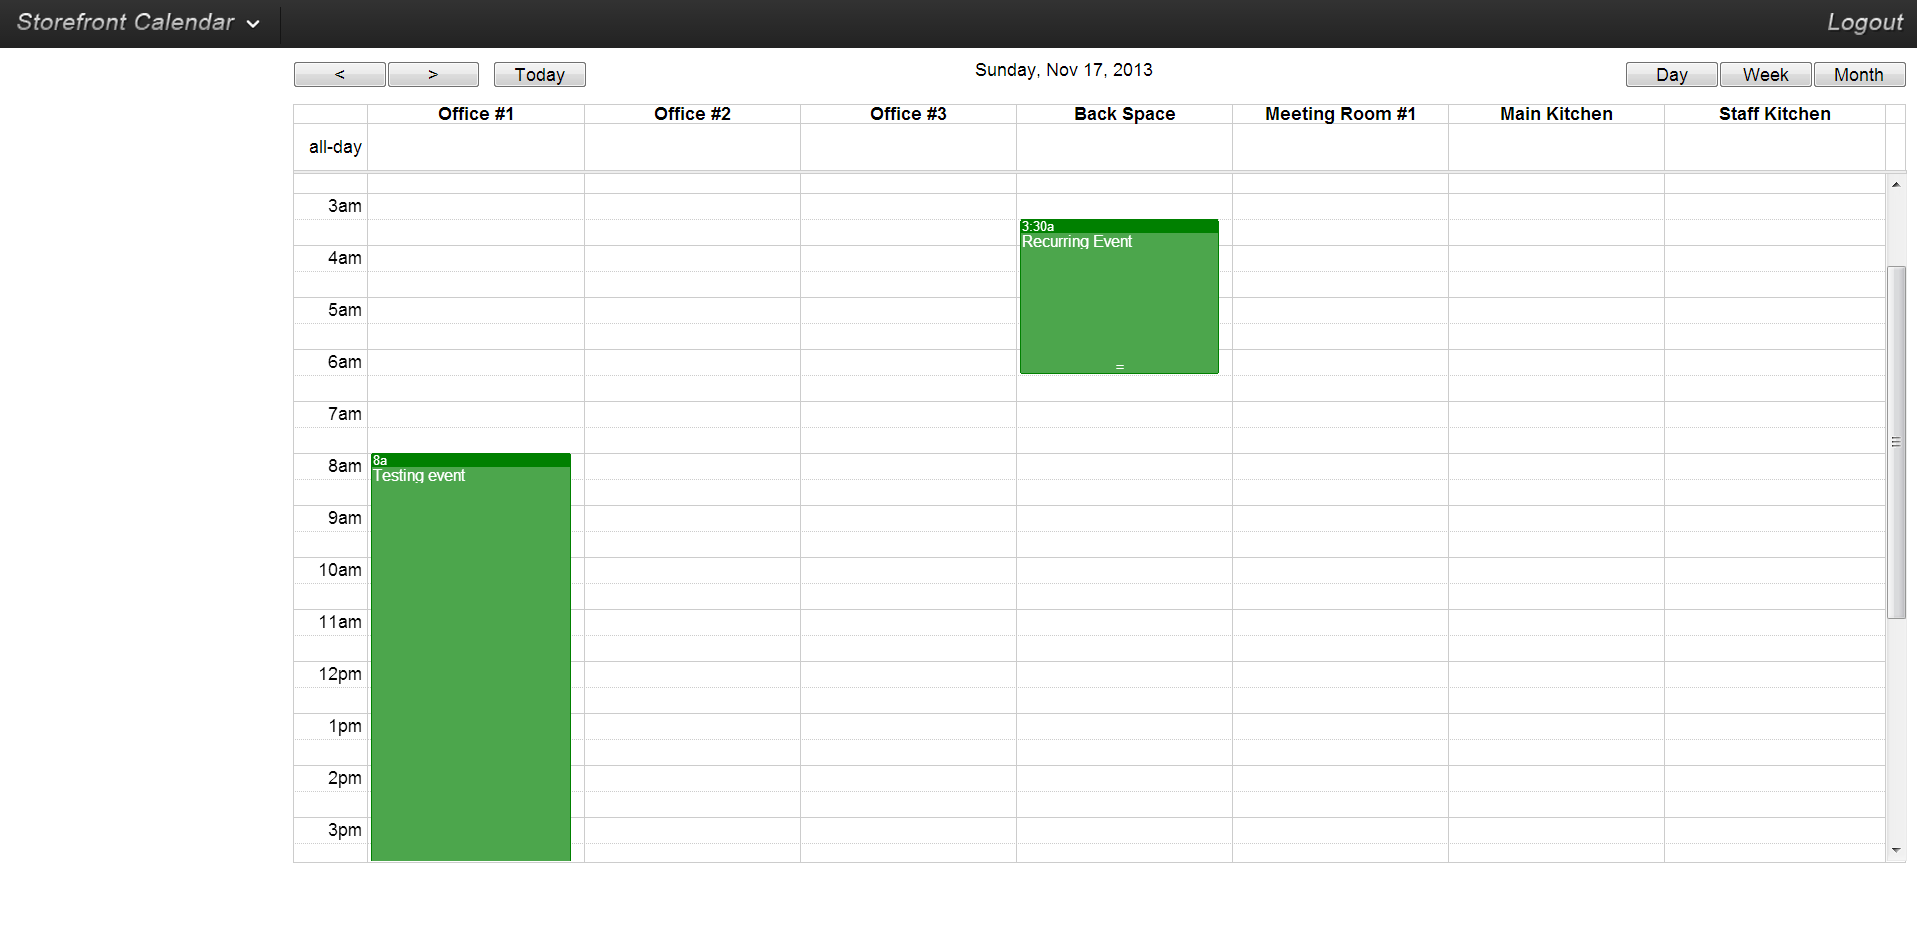 Storefront Calendar
Logout
< > Today
Sunday, Nov 17, 2013
Day Week Month
Office #1 Office #2 Office #3 Back Space Meeting Room #1 Main Kitchen Staff Kitchen
all-day
3am
3:30a
Recurring Event
4am
5am
6am
=
7am
8am
8a
Testing event
9am
10am
11am
12pm
1pm
2pm
3pm